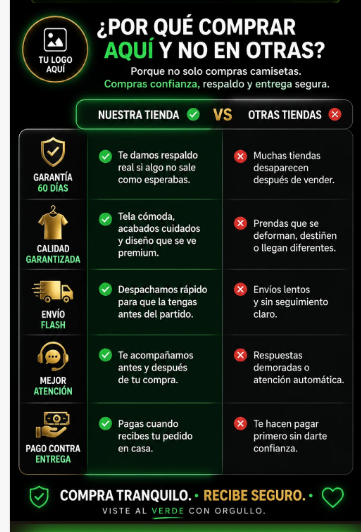 TU LOGO
AQUÍ
¿POR QUÉ COMPRAR
AQUÍ Y NO EN OTRAS?
Porque no solo compras camisetas.
Compras confianza, respaldo y entrega segura.
NUESTRA TIENDA VS OTRAS TIENDAS
GARANTÍA
60 DÍAS
Te damos respaldo
real si algo no sale
como esperabas.
Muchas tiendas
desaparecen
después de vender.
CALIDAD
GARANTIZADA
Tela cómoda,
acabados cuidados
y diseño que se ve
premium.
Prendas que se
deforman, destiñen
o llegan diferentes.
ENVÍO
FLASH
Despachamos rápido
para que la tengas
antes del partido.
Envíos lentos
y sin seguimiento
claro.
MEJOR
ATENCIÓN
Te acompañamos
antes y después
de tu compra.
Respuestas
demoradas o
atención automática.
PAGO CONTRA
ENTREGA
Pagas cuando
recibes tu pedido
en casa.
Te hacen pagar
primero sin darte
confianza.
COMPRA TRANQUILO. • RECIBE SEGURO. •
VISTE AL VERDE CON ORGULLO.